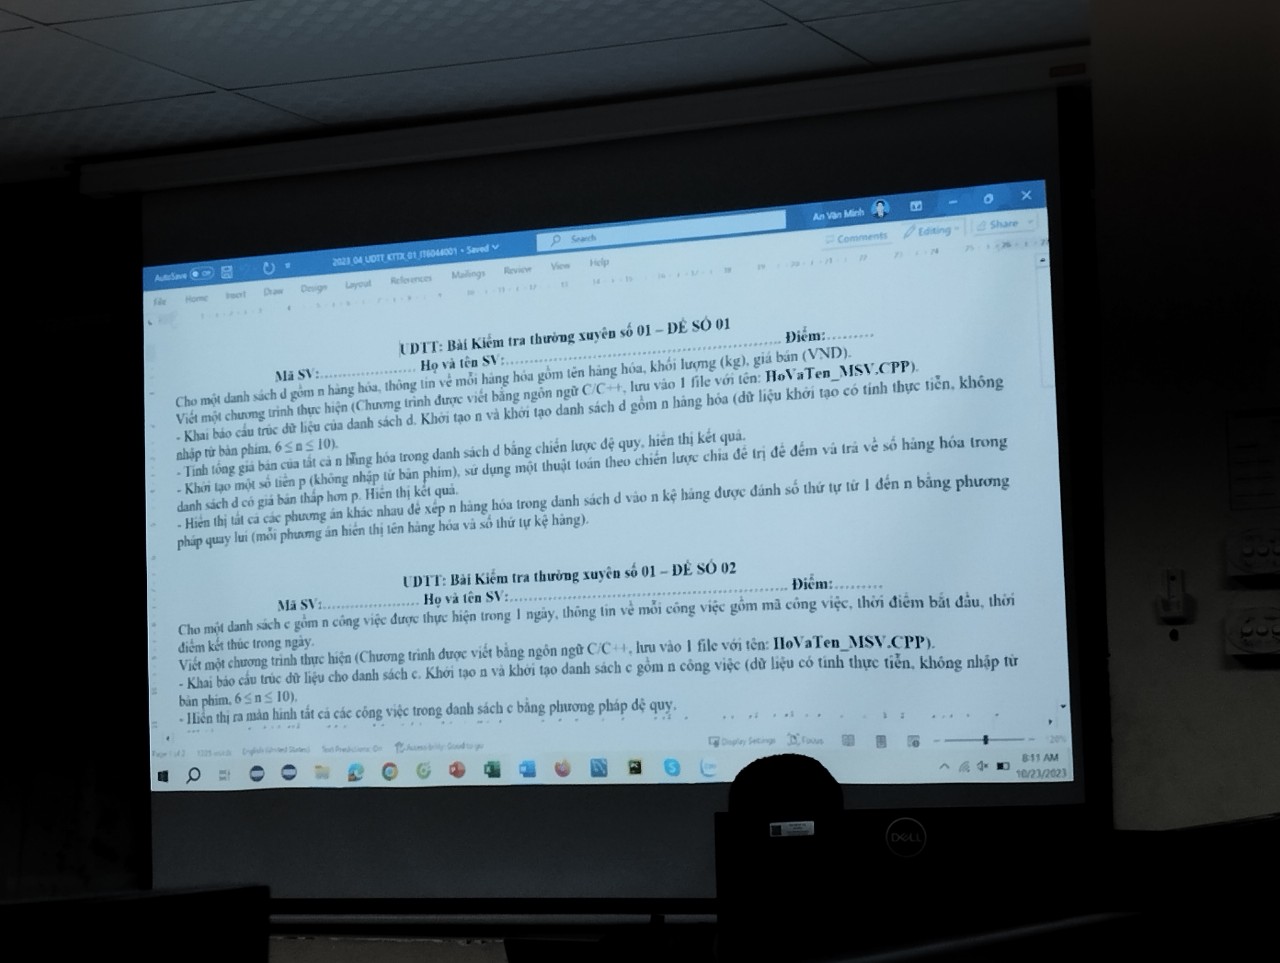 AutoSave Off
2023_04_UDTT_KTTX_01_IT6044001 • Saved
Search
An Văn Minh
File Home Insert Draw Design Layout References Mailings Review View Help
Comments Editing Share
UDTT: Bài Kiểm tra thường xuyên số 01 – ĐỀ SỐ 01
Mã SV:.................... Họ và tên SV:............................................................ Điểm:.........
Cho một danh sách d gồm n hàng hóa, thông tin về mỗi hàng hóa gồm tên hàng hóa, khối lượng (kg), giá bán (VND).
Viết một chương trình thực hiện (Chương trình được viết bằng ngôn ngữ C/C++, lưu vào 1 file với tên: HoVaTen_MSV.CPP).
- Khai báo cấu trúc dữ liệu của danh sách d. Khởi tạo n và khởi tạo danh sách d gồm n hàng hóa (dữ liệu khởi tạo có tính thực tiễn, không
nhập từ bàn phím, 6 ≤ n ≤ 10).
- Tính tổng giá bán của tất cả n hàng hóa trong danh sách d bằng chiến lược đệ quy, hiển thị kết quả.
- Khởi tạo một số tiền p (không nhập từ bàn phím), sử dụng một thuật toán theo chiến lược chia để trị để đếm và trả về số hàng hóa trong
danh sách d có giá bán thấp hơn p. Hiển thị kết quả.
- Hiển thị tất cả các phương án khác nhau để xếp n hàng hóa trong danh sách d vào n kệ hàng được đánh số thứ tự từ 1 đến n bằng phương
pháp quay lui (mỗi phương án hiển thị tên hàng hóa và số thứ tự kệ hàng).
UDTT: Bài Kiểm tra thường xuyên số 01 – ĐỀ SỐ 02
Mã SV:.................... Họ và tên SV:............................................................ Điểm:.........
Cho một danh sách c gồm n công việc được thực hiện trong 1 ngày, thông tin về mỗi công việc gồm mã công việc, thời điểm bắt đầu, thời
điểm kết thúc trong ngày.
Viết một chương trình thực hiện (Chương trình được viết bằng ngôn ngữ C/C++, lưu vào 1 file với tên: HoVaTen_MSV.CPP).
- Khai báo cấu trúc dữ liệu cho danh sách c. Khởi tạo n và khởi tạo danh sách c gồm n công việc (dữ liệu có tính thực tiễn, không nhập từ
bàn phím, 6 ≤ n ≤ 10).
- Hiển thị ra màn hình tất cả các công việc trong danh sách c bằng phương pháp đệ quy.
Page 1 of 2 English (United States) Text Predictions: On Accessibility: Good to go Display Settings Focus
8:11 AM
10/23/2023
DELL